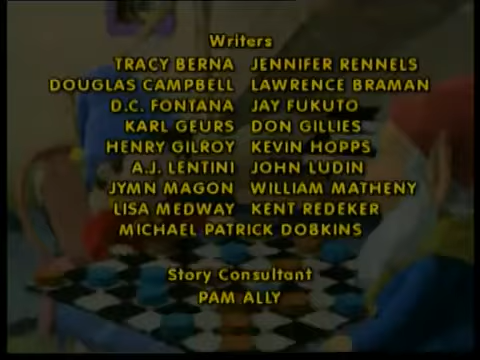 Writers
TRACY BERNA JENNIFER RENNELS
DOUGLAS CAMPBELL LAWRENCE BRAMAN
D.C. FONTANA JAY FUKUTO
KARL GEURS DON GILLIES
HENRY GILROY KEVIN HOPPS
A.J. LENTINI JOHN LUDIN
JYMN MAGON WILLIAM MATHENY
LISA MEDWAY KENT REDEKER
MICHAEL PATRICK DOBKINS
Story Consultant
PAM ALLY